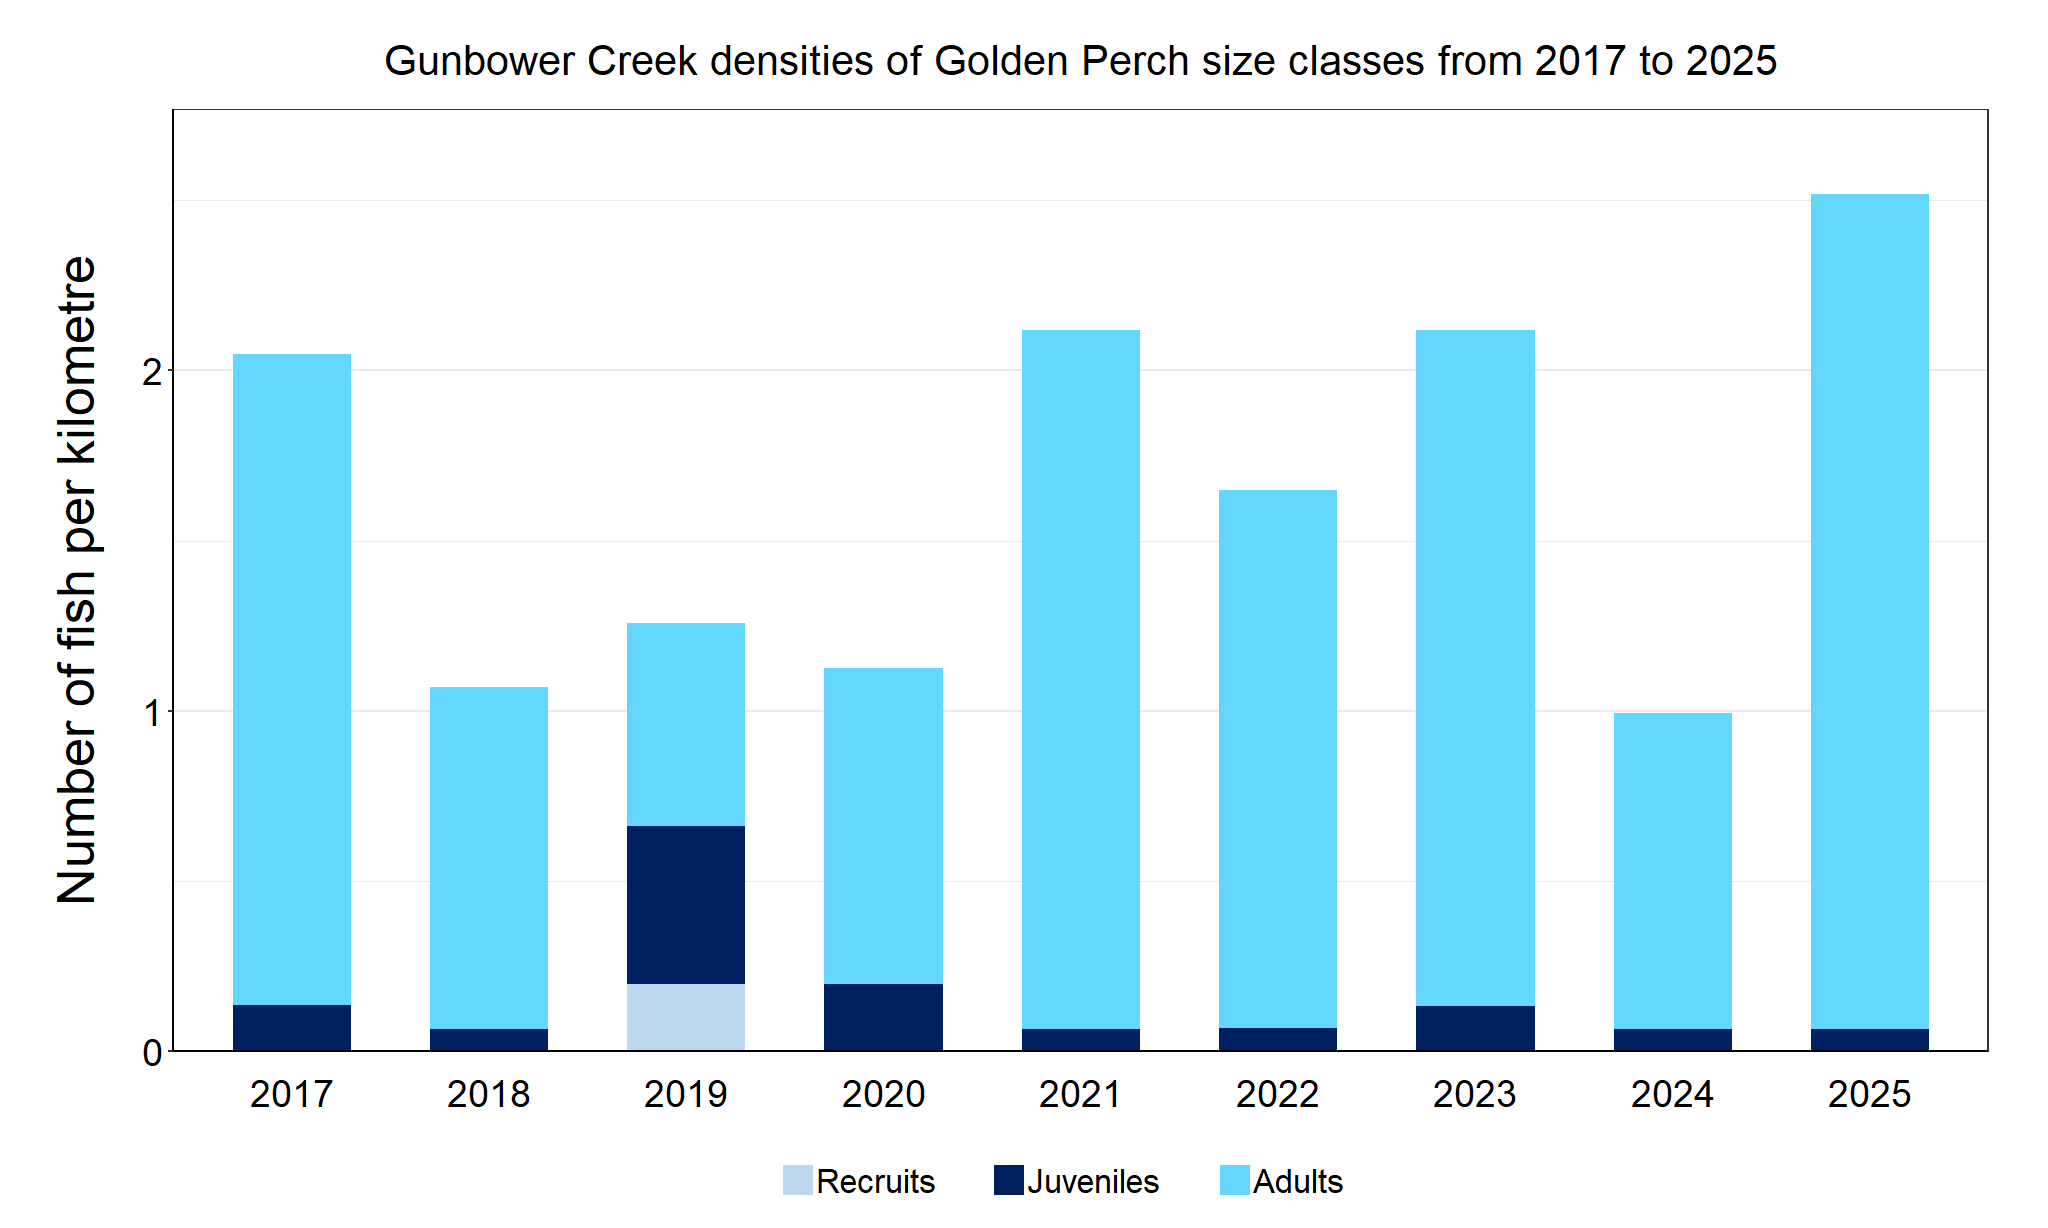 Gunbower Creek densities of Golden Perch size classes from 2017 to 2025
Number of fish per kilometre
2
1
0
2017 2018 2019 2020 2021 2022 2023 2024 2025
Recruits Juveniles Adults